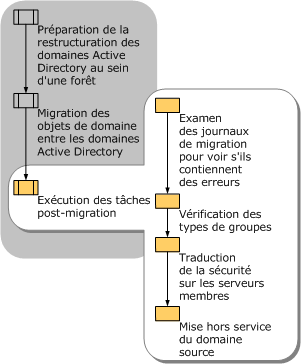 Préparation de la
restructuration des
domaines Active
Directory au sein
d'une forêt
Migration des
objets de domaine
entre les domaines
Active Directory
Exécution des tâches
post-migration
Examen
des journaux
de migration
pour voir s'ils
contiennent
des erreurs
Vérification des
types de groupes
Traduction
de la sécurité
sur les serveurs
membres
Mise hors service
du domaine
source